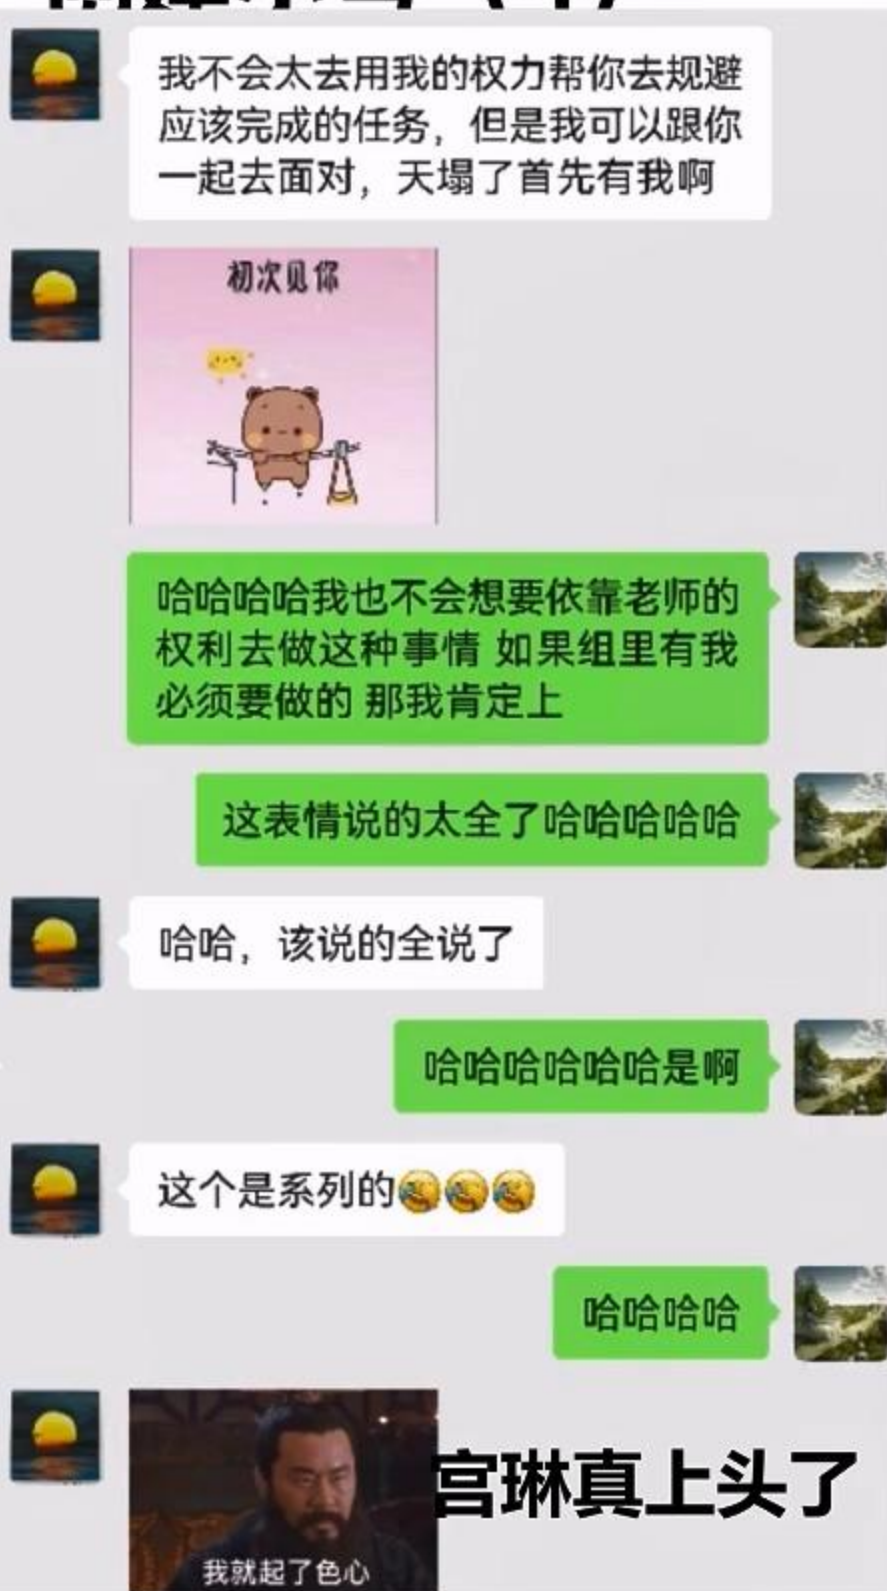 我不会太去用我的权力帮你去规避
应该完成的任务，但是我可以跟你
一起去面对，天塌了首先有我啊
初次见你
哈哈哈哈我也不会想要依靠老师的
权利去做这种事情 如果组里有我
必须要做的 那我肯定上
这表情说的太全了哈哈哈哈哈
哈哈，该说的全说了
哈哈哈哈哈哈是啊
这个是系列的
哈哈哈哈
宫琳真上头了
我就起了色心